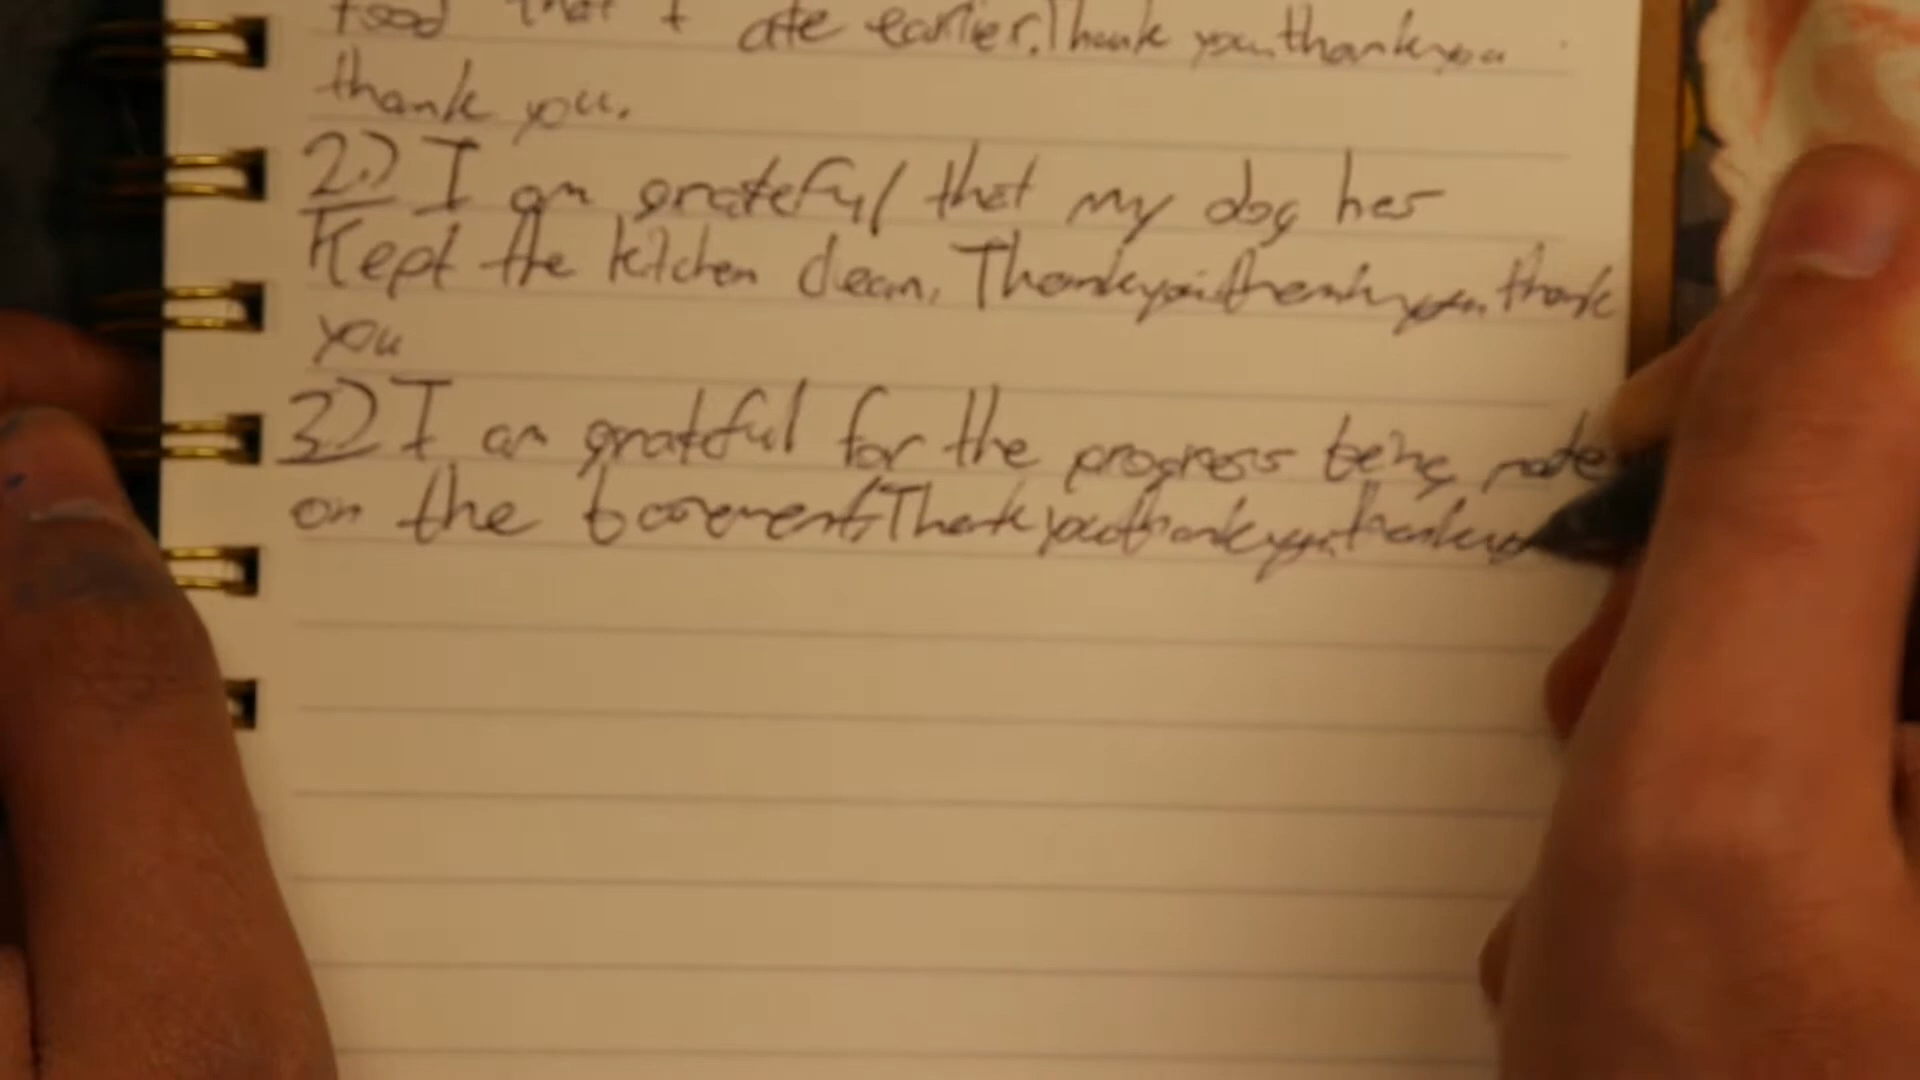 food that I ate earlier. Thank you. thank you
thank you.
2.) I am grateful that my dog has
Kept the kitchen clean. Thank you. thank you. thank
you
3.) I am grateful for the progress being made
on the basement. Thank you. thank you. thank you